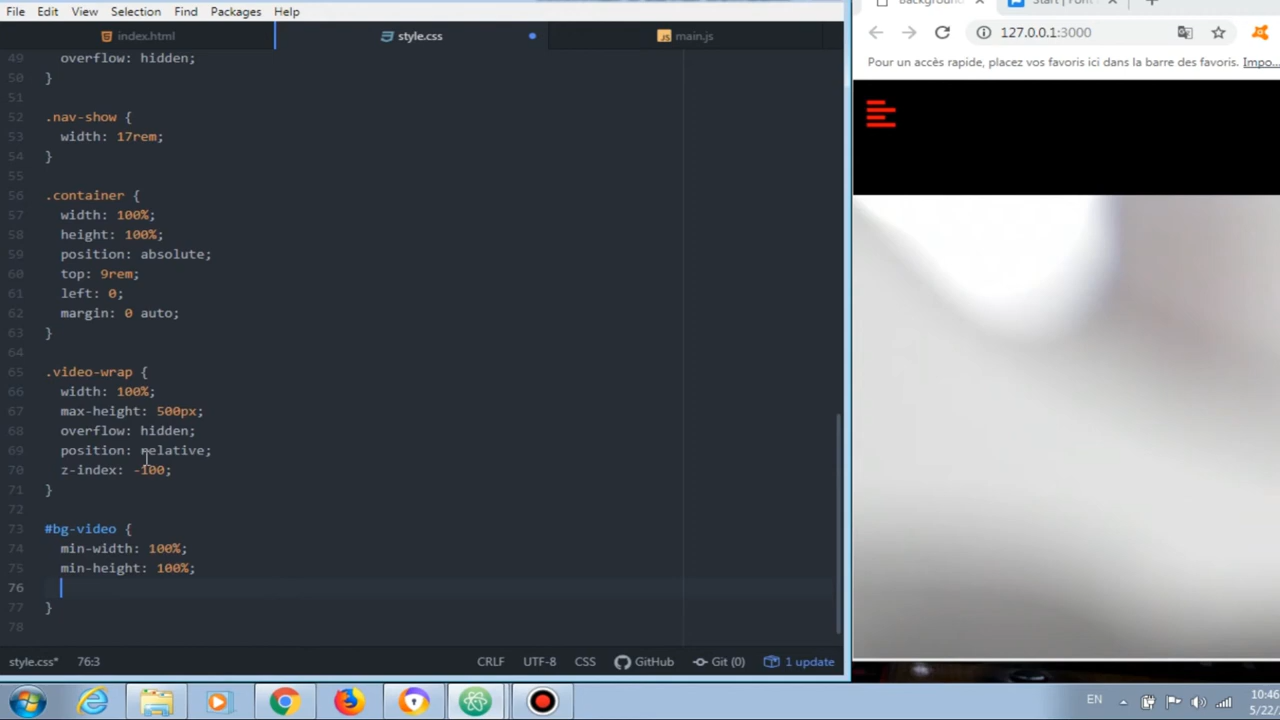 File Edit View Selection Find Packages Help
index.html
style.css
main.js
Background
Start | Font
127.0.0.1:3000
Pour un accès rapide, placez vos favoris ici dans la barre des favoris. Impo...
49 overflow: hidden;
50 }
51
52 .nav-show {
53 width: 17rem;
54 }
55
56 .container {
57 width: 100%;
58 height: 100%;
59 position: absolute;
60 top: 9rem;
61 left: 0;
62 margin: 0 auto;
63 }
64
65 .video-wrap {
66 width: 100%;
67 max-height: 500px;
68 overflow: hidden;
69 position: relative;
70 z-index: -100;
71 }
72
73 #bg-video {
74 min-width: 100%;
75 min-height: 100%;
76
77 }
78
style.css* 76:3 CRLF UTF-8 CSS GitHub Git (0) 1 update
EN
10:46
5/22/2